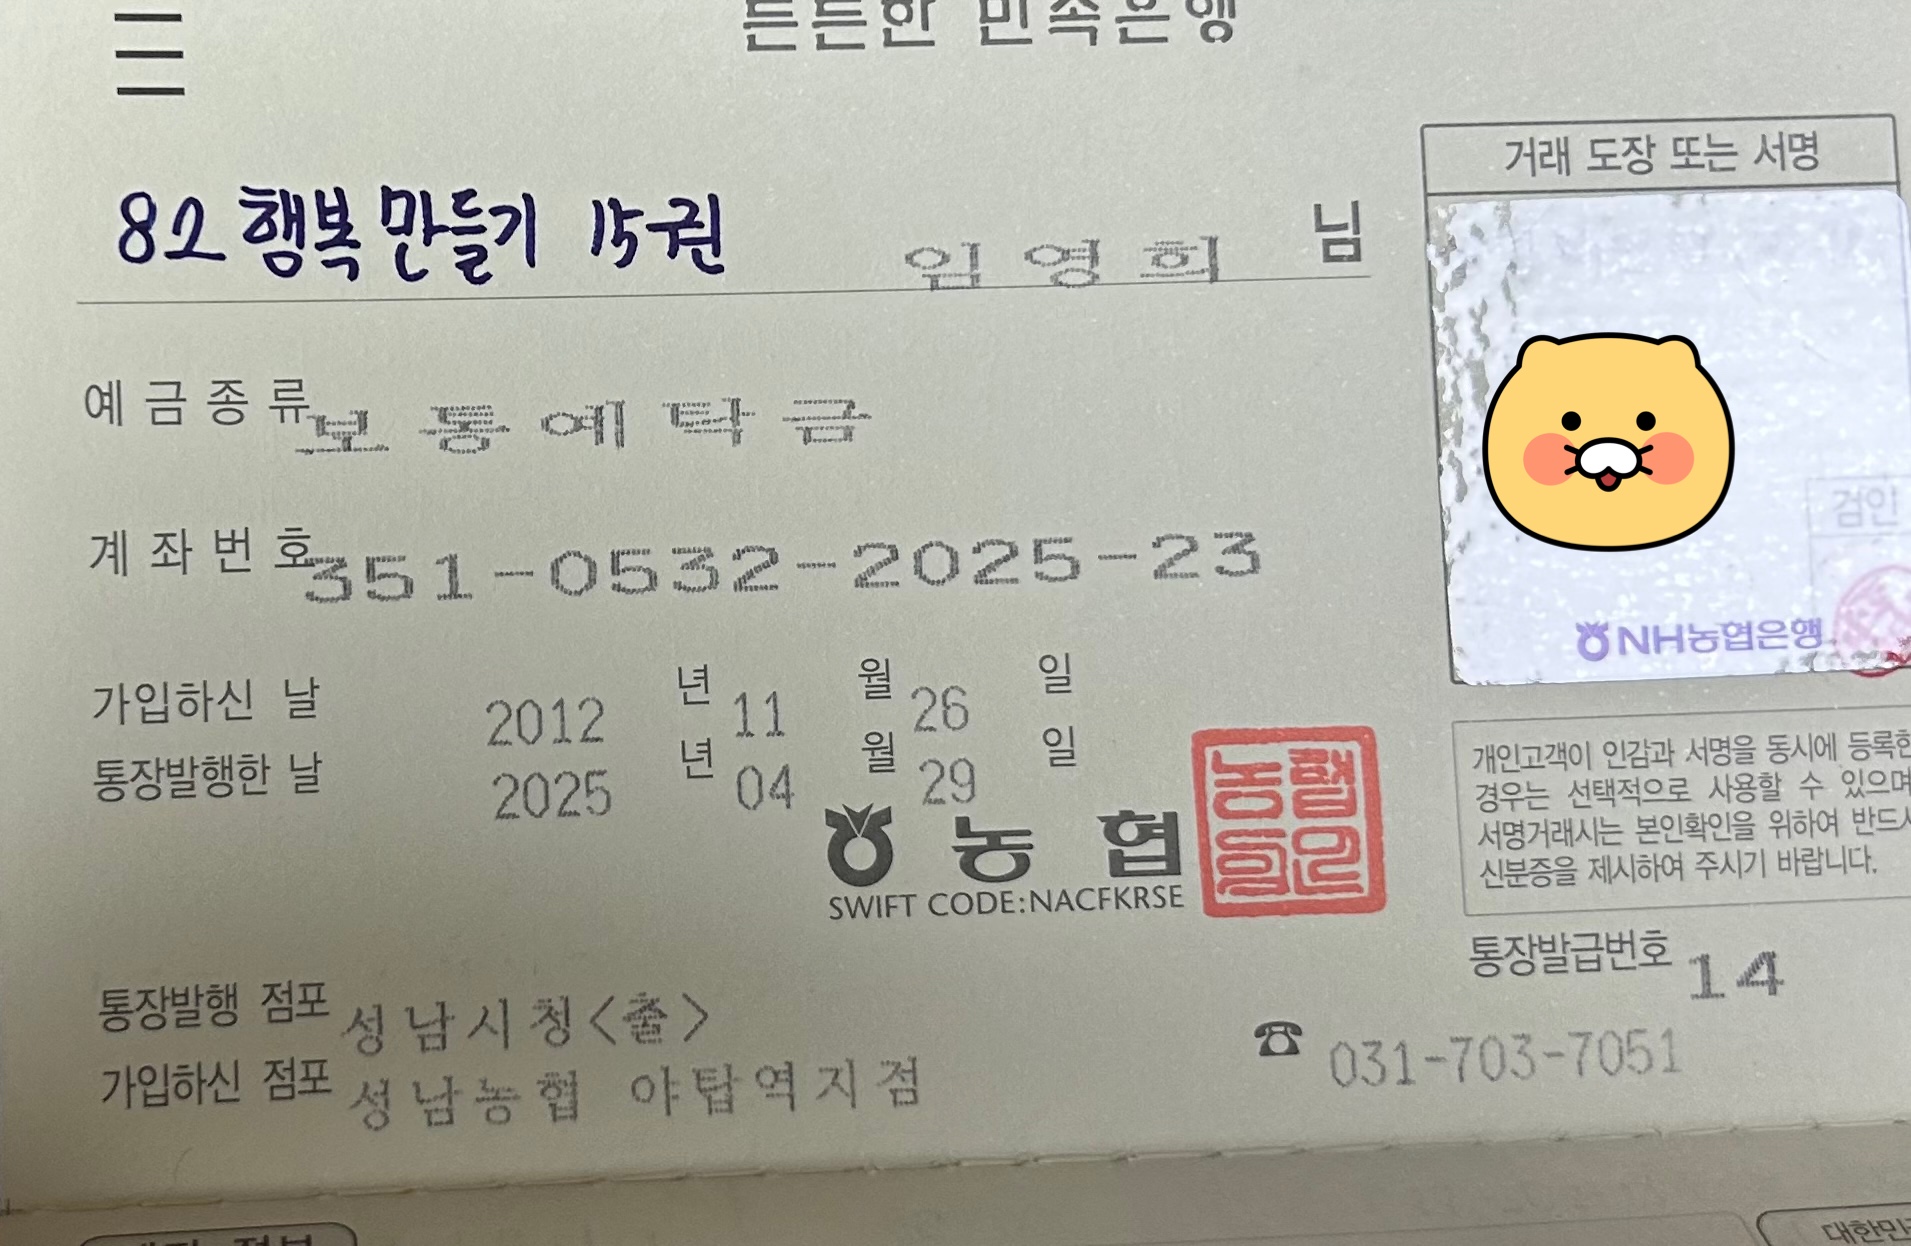 든든한 민족은행
82 행복 만들기 15권 임영희 님
거래 도장 또는 서명
예금종류 보통예탁금
계좌번호 351-0532-2025-23
검인
NH농협은행
가입하신 날 2012 년 11 월 26 일
통장발행한 날 2025 년 04 월 29 일
농협
SWIFT CODE:NACFKRSE
농협
개인고객이 인감과 서명을 동시에 등록한
경우는 선택적으로 사용할 수 있으며
서명거래시는 본인확인을 위하여 반드시
신분증을 제시하여 주시기 바랍니다.
통장발급번호 14
통장발행 점포 성남시청<출>
☎ 031-703-7051
가입하신 점포 성남농협 야탑역지점